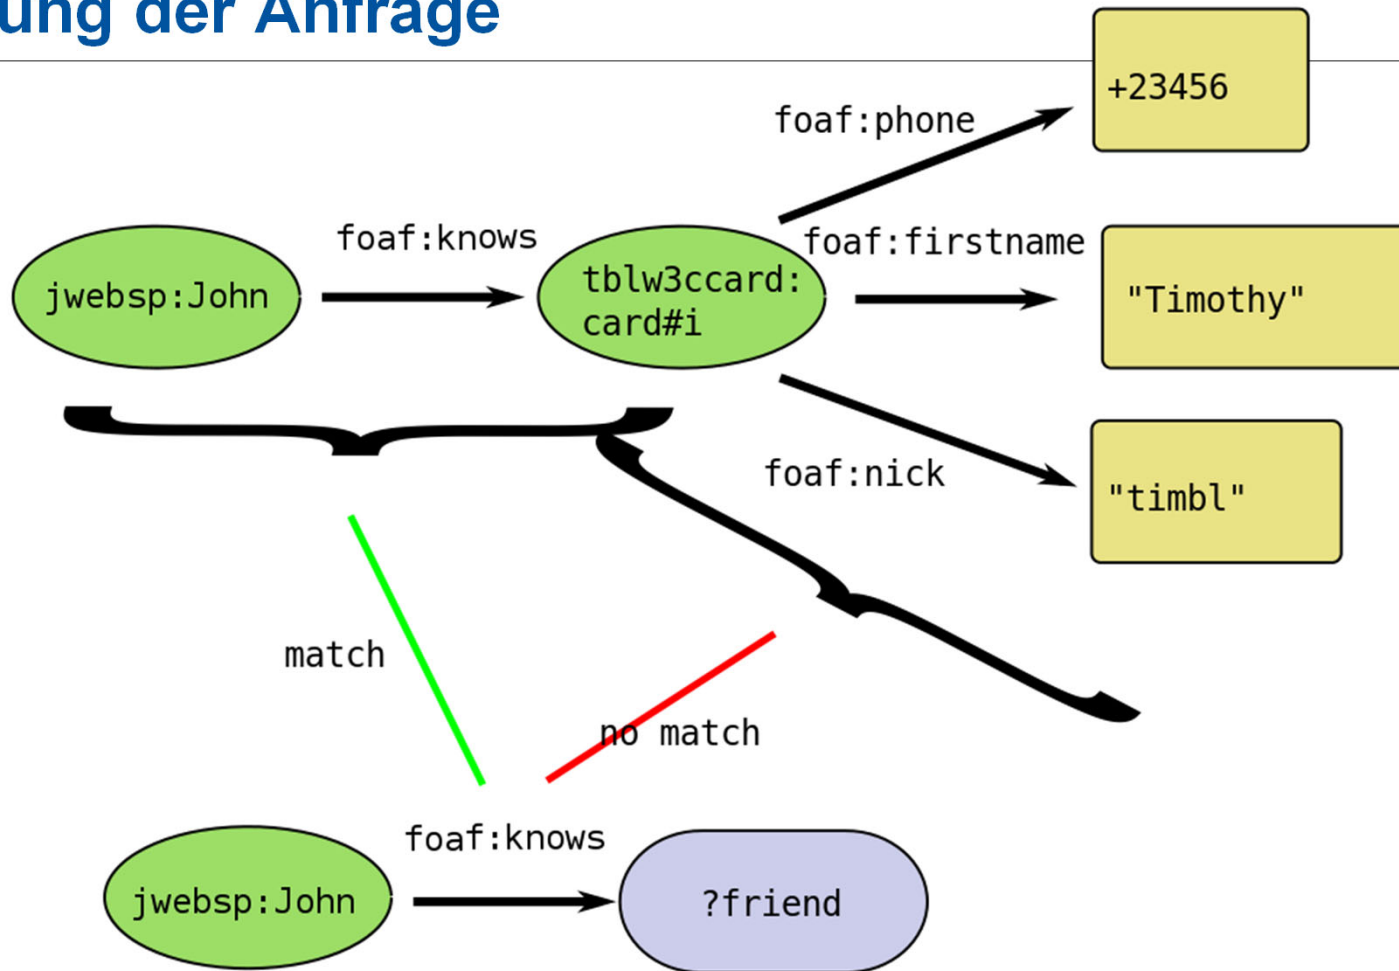 ung der Anfrage
foaf:phone
+23456
foaf:knows
foaf:firstname
jwebsp:John
tblw3ccard:
card#i
"Timothy"
foaf:nick
"timbl"
match
no match
foaf:knows
jwebsp:John
?friend